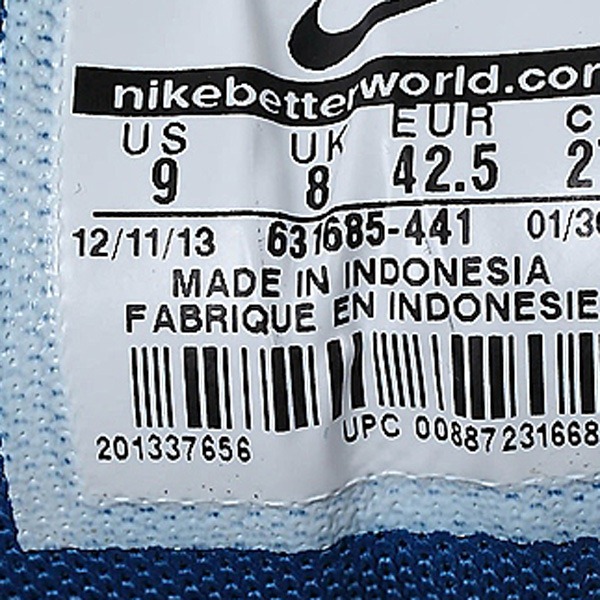 nikebetterworld.com
US UK EUR
9 8 42.5
12/11/13 631685-441
MADE IN INDONESIA
FABRIQUE EN INDONESIE
201337656 UPC 00887231668